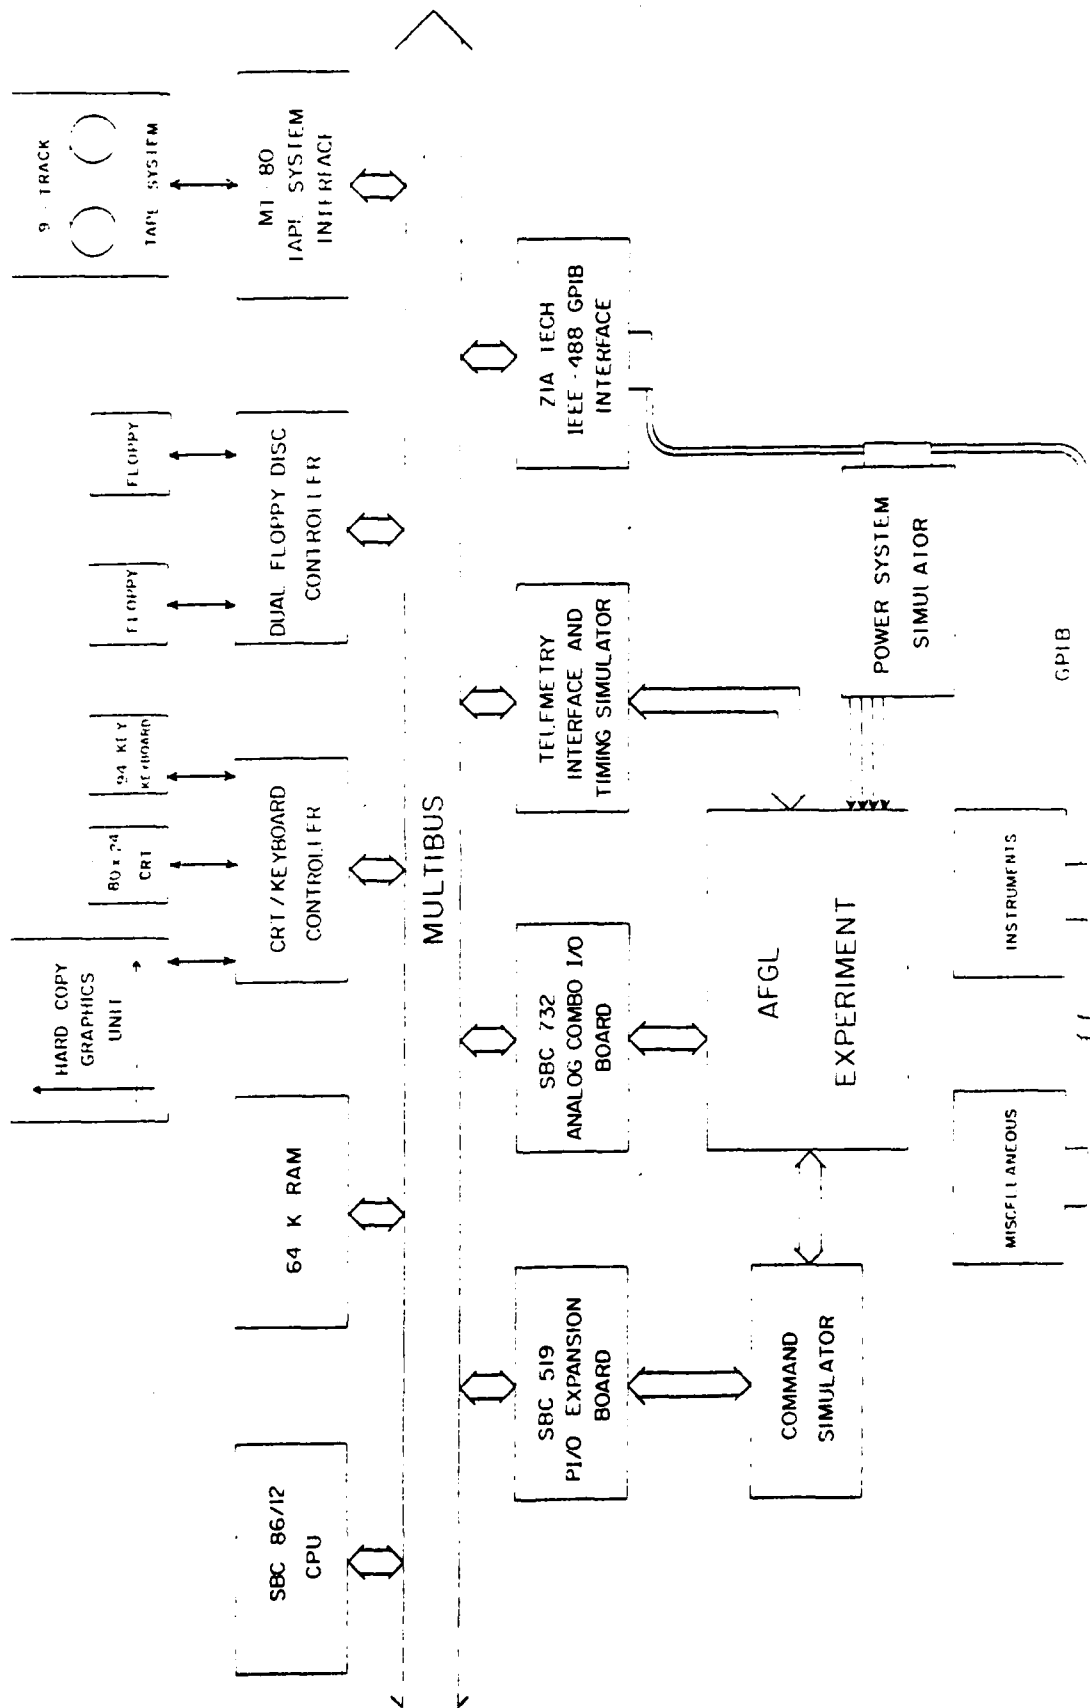 HARD COPY
GRAPHICS
UNIT
80 x 24
CRT
94 KEY
KEYBOARD
FLOPPY
FLOPPY
9 - TRACK
TAPE SYSTEM
SBC 86/12
CPU
64 K RAM
CRT/KEYBOARD
CONTROLLER
DUAL FLOPPY DISC
CONTROLLER
MT - 80
TAPE SYSTEM
INTERFACE
MULTIBUS
SBC 519
PI/O EXPANSION
BOARD
SBC 732
ANALOG COMBO I/O
BOARD
TELEMETRY
INTERFACE AND
TIMING SIMULATOR
ZIA TECH
IEEE - 488 GPIB
INTERFACE
COMMAND
SIMULATOR
AFGL
EXPERIMENT
POWER SYSTEM
SIMULATOR
MISCELLANEOUS
INSTRUMENTS
GPIB